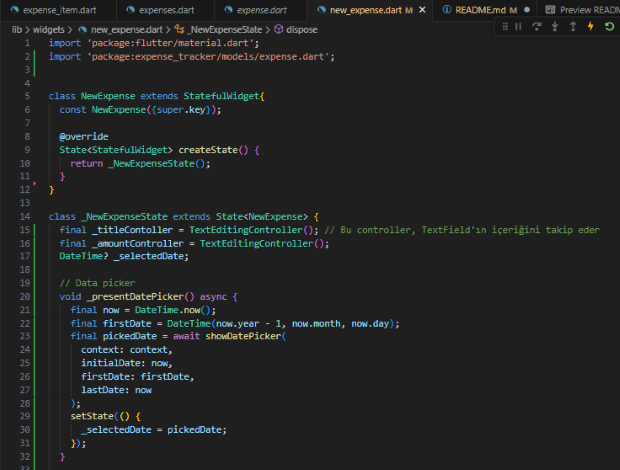 expense_item.dart expenses.dart expense.dart new_expense.dart M README.md M Preview README
lib > widgets > new_expense.dart > _NewExpenseState > dispose
1 import 'package:flutter/material.dart';
2 import 'package:expense_tracker/models/expense.dart';
3
4
5 class NewExpense extends StatefulWidget{
6 const NewExpense({super.key});
7
8 @override
9 State<StatefulWidget> createState() {
10 return _NewExpenseState();
11 }
12 }
13
14 class _NewExpenseState extends State<NewExpense> {
15 final _titleContoller = TextEditingController(); // Bu controller, TextField'ın içeriğini takip eder
16 final _amountController = TextEditingController();
17 DateTime? _selectedDate;
18
19 // Data picker
20 void _presentDatePicker() async {
21 final now = DateTime.now();
22 final firstDate = DateTime(now.year - 1, now.month, now.day);
23 final pickedDate = await showDatePicker(
24 context: context,
25 initialDate: now,
26 firstDate: firstDate,
27 lastDate: now
28 );
29 setState(() {
30 _selectedDate = pickedDate;
31 });
32 }
33